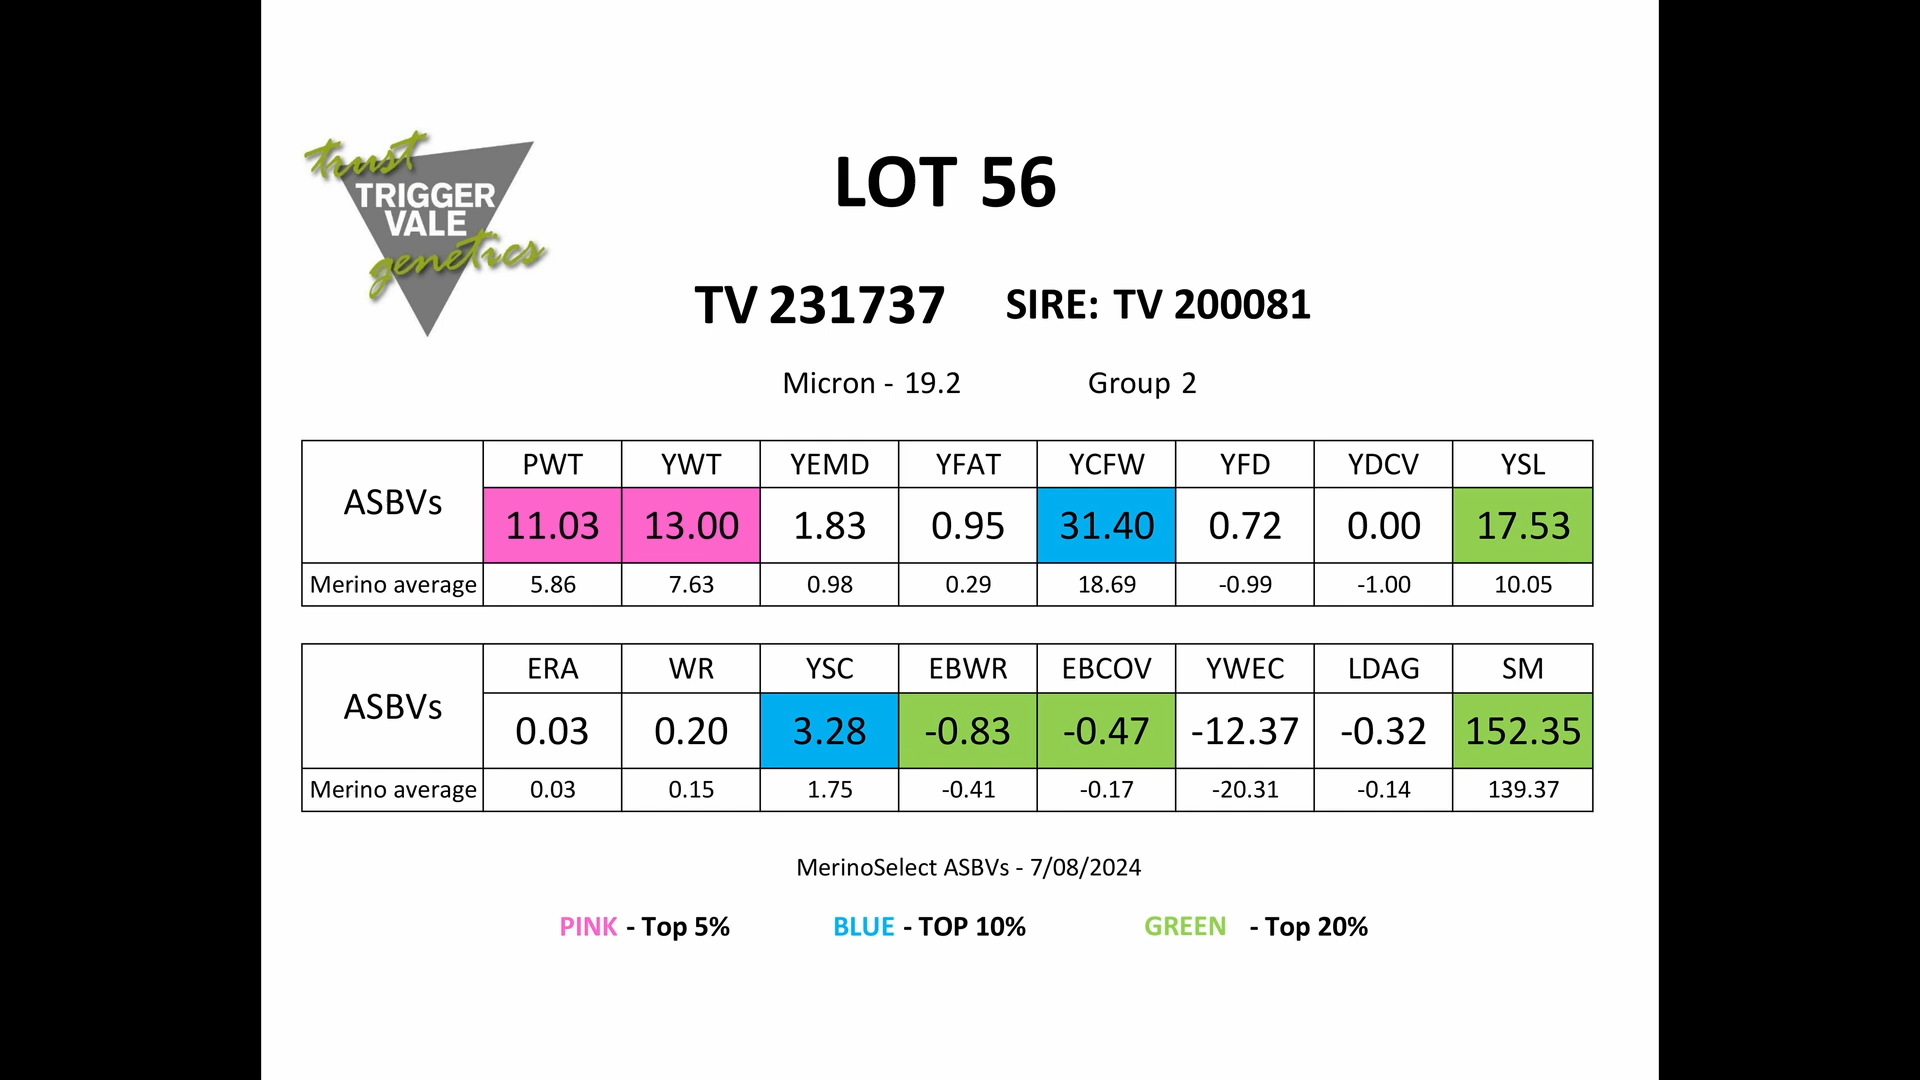 trust
TRIGGER
VALE
genetics
LOT 56
TV 231737 SIRE: TV 200081
Micron - 19.2 Group 2
ASBVs PWT YWT YEMD YFAT YCFW YFD YDCV YSL
11.03 13.00 1.83 0.95 31.40 0.72 0.00 17.53
Merino average 5.86 7.63 0.98 0.29 18.69 -0.99 -1.00 10.05
ASBVs ERA WR YSC EBWR EBCOV YWEC LDAG SM
0.03 0.20 3.28 -0.83 -0.47 -12.37 -0.32 152.35
Merino average 0.03 0.15 1.75 -0.41 -0.17 -20.31 -0.14 139.37
MerinoSelect ASBVs - 7/08/2024
PINK - Top 5% BLUE - TOP 10% GREEN - Top 20%